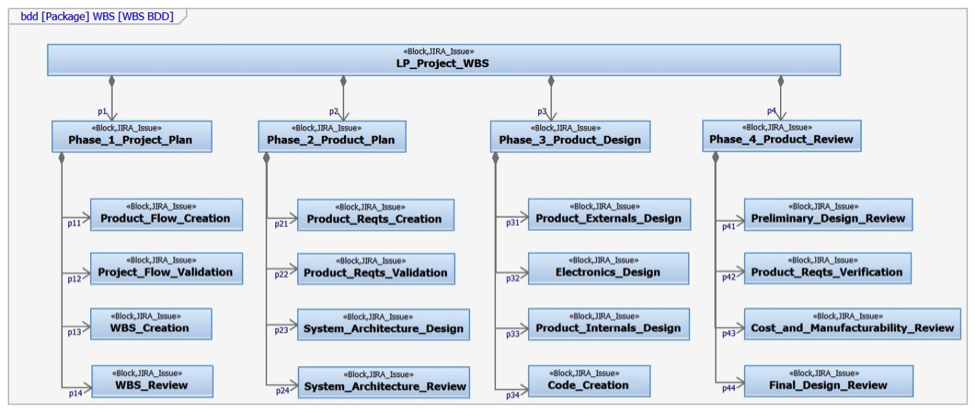 bdd [Package] WBS [WBS BDD]
«Block,JIRA_Issue»
LP_Project_WBS
p1
p2
p3
p4
«Block,JIRA_Issue»
Phase_1_Project_Plan
«Block,JIRA_Issue»
Phase_2_Product_Plan
«Block,JIRA_Issue»
Phase_3_Product_Design
«Block,JIRA_Issue»
Phase_4_Product_Review
p11
«Block,JIRA_Issue»
Product_Flow_Creation
p12
«Block,JIRA_Issue»
Project_Flow_Validation
p13
«Block,JIRA_Issue»
WBS_Creation
p14
«Block,JIRA_Issue»
WBS_Review
p21
«Block,JIRA_Issue»
Product_Reqts_Creation
p22
«Block,JIRA_Issue»
Product_Reqts_Validation
p23
«Block,JIRA_Issue»
System_Architecture_Design
p24
«Block,JIRA_Issue»
System_Architecture_Review
p31
«Block,JIRA_Issue»
Product_Externals_Design
p32
«Block,JIRA_Issue»
Electronics_Design
p33
«Block,JIRA_Issue»
Product_Internals_Design
p34
«Block,JIRA_Issue»
Code_Creation
p41
«Block,JIRA_Issue»
Preliminary_Design_Review
p42
«Block,JIRA_Issue»
Product_Reqts_Verification
p43
«Block,JIRA_Issue»
Cost_and_Manufacturability_Review
p44
«Block,JIRA_Issue»
Final_Design_Review